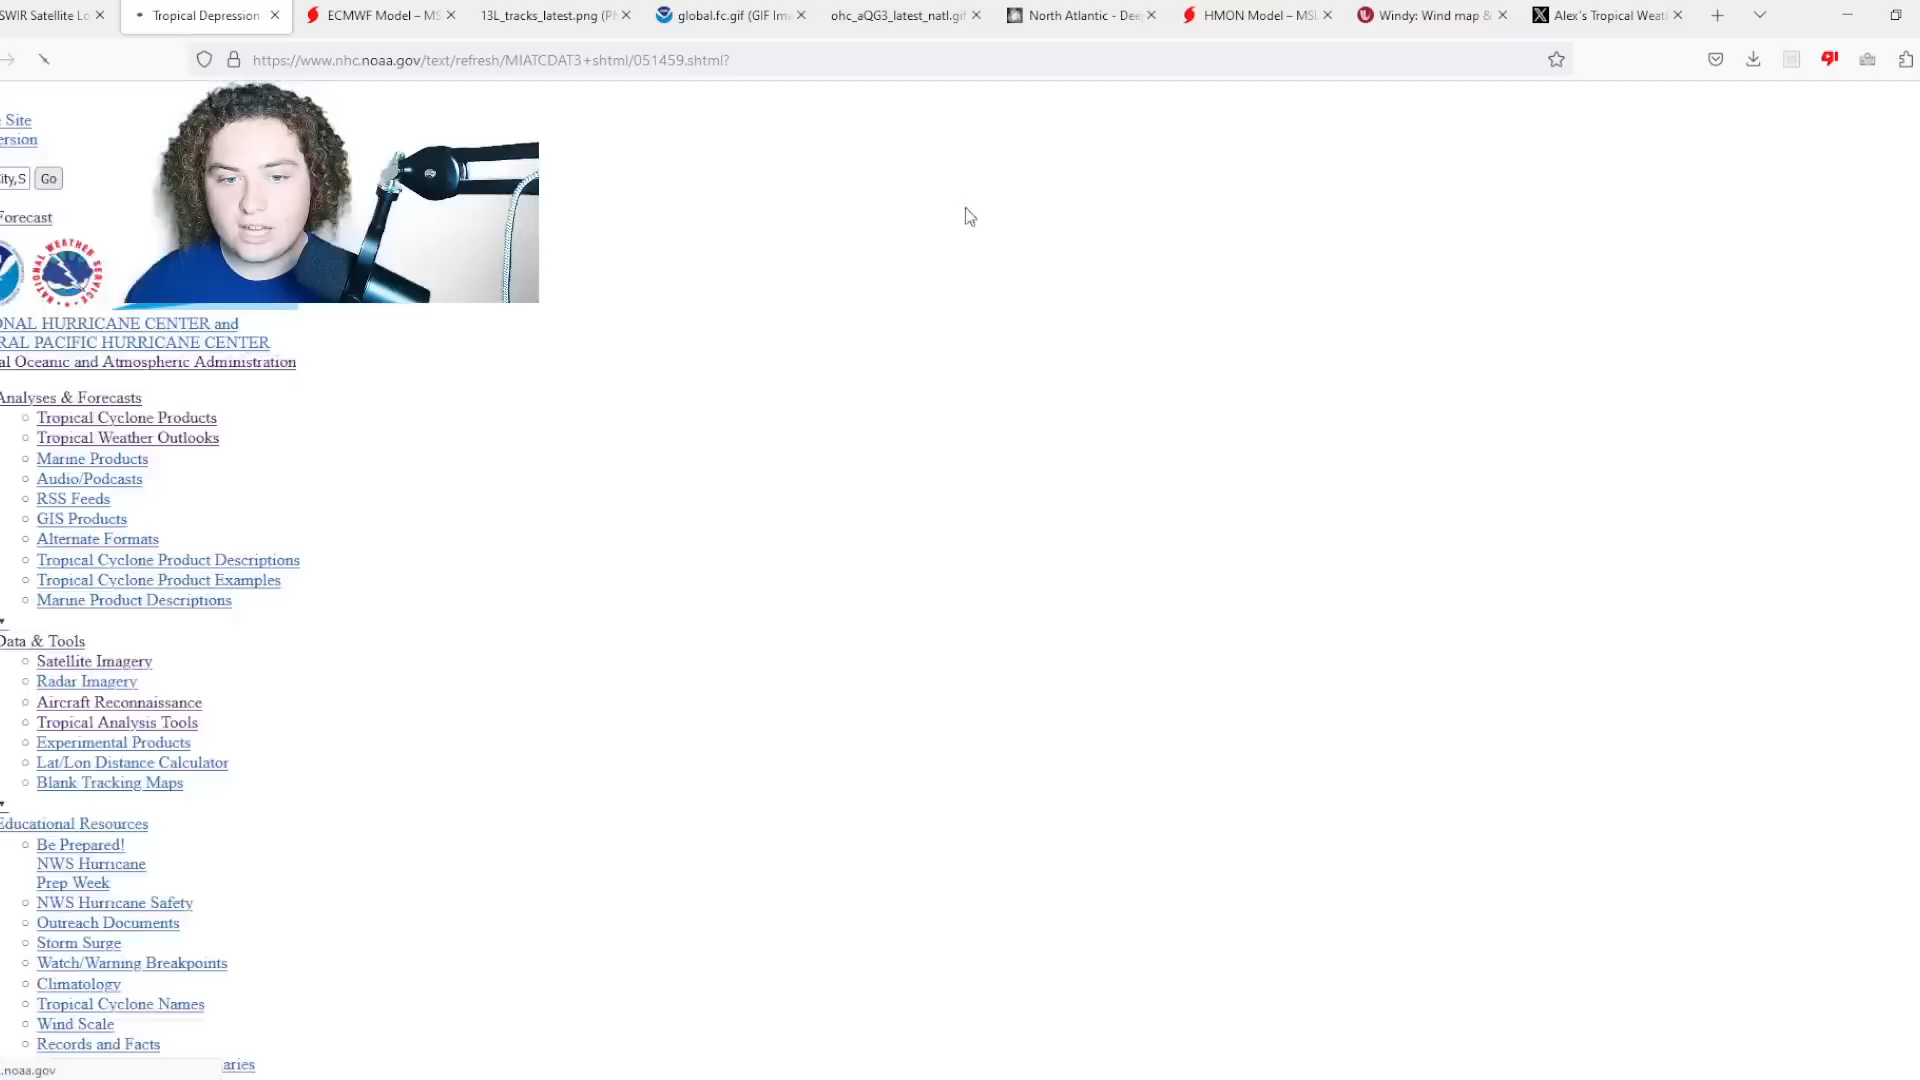 SWIR Satellite Lo
Tropical Depression
ECMWF Model – MS
13L_tracks_latest.png (P
global.fc.gif (GIF Im
ohc_aQG3_latest_natl.gif
North Atlantic - Dee
HMON Model – MSL
Windy: Wind map &
Alex's Tropical Weat
https://www.nhc.noaa.gov/text/refresh/MIATCDAT3+shtml/051459.shtml?
Site
ersion
ity,S Go
Forecast
NATIONAL WEATHER SERVICE
ONAL HURRICANE CENTER and
RAL PACIFIC HURRICANE CENTER
al Oceanic and Atmospheric Administration
Analyses & Forecasts
Tropical Cyclone Products
Tropical Weather Outlooks
Marine Products
Audio/Podcasts
RSS Feeds
GIS Products
Alternate Formats
Tropical Cyclone Product Descriptions
Tropical Cyclone Product Examples
Marine Product Descriptions
Data & Tools
Satellite Imagery
Radar Imagery
Aircraft Reconnaissance
Tropical Analysis Tools
Experimental Products
Lat/Lon Distance Calculator
Blank Tracking Maps
Educational Resources
Be Prepared!
NWS Hurricane
Prep Week
NWS Hurricane Safety
Outreach Documents
Storm Surge
Watch/Warning Breakpoints
Climatology
Tropical Cyclone Names
Wind Scale
Records and Facts
aries
.noaa.gov